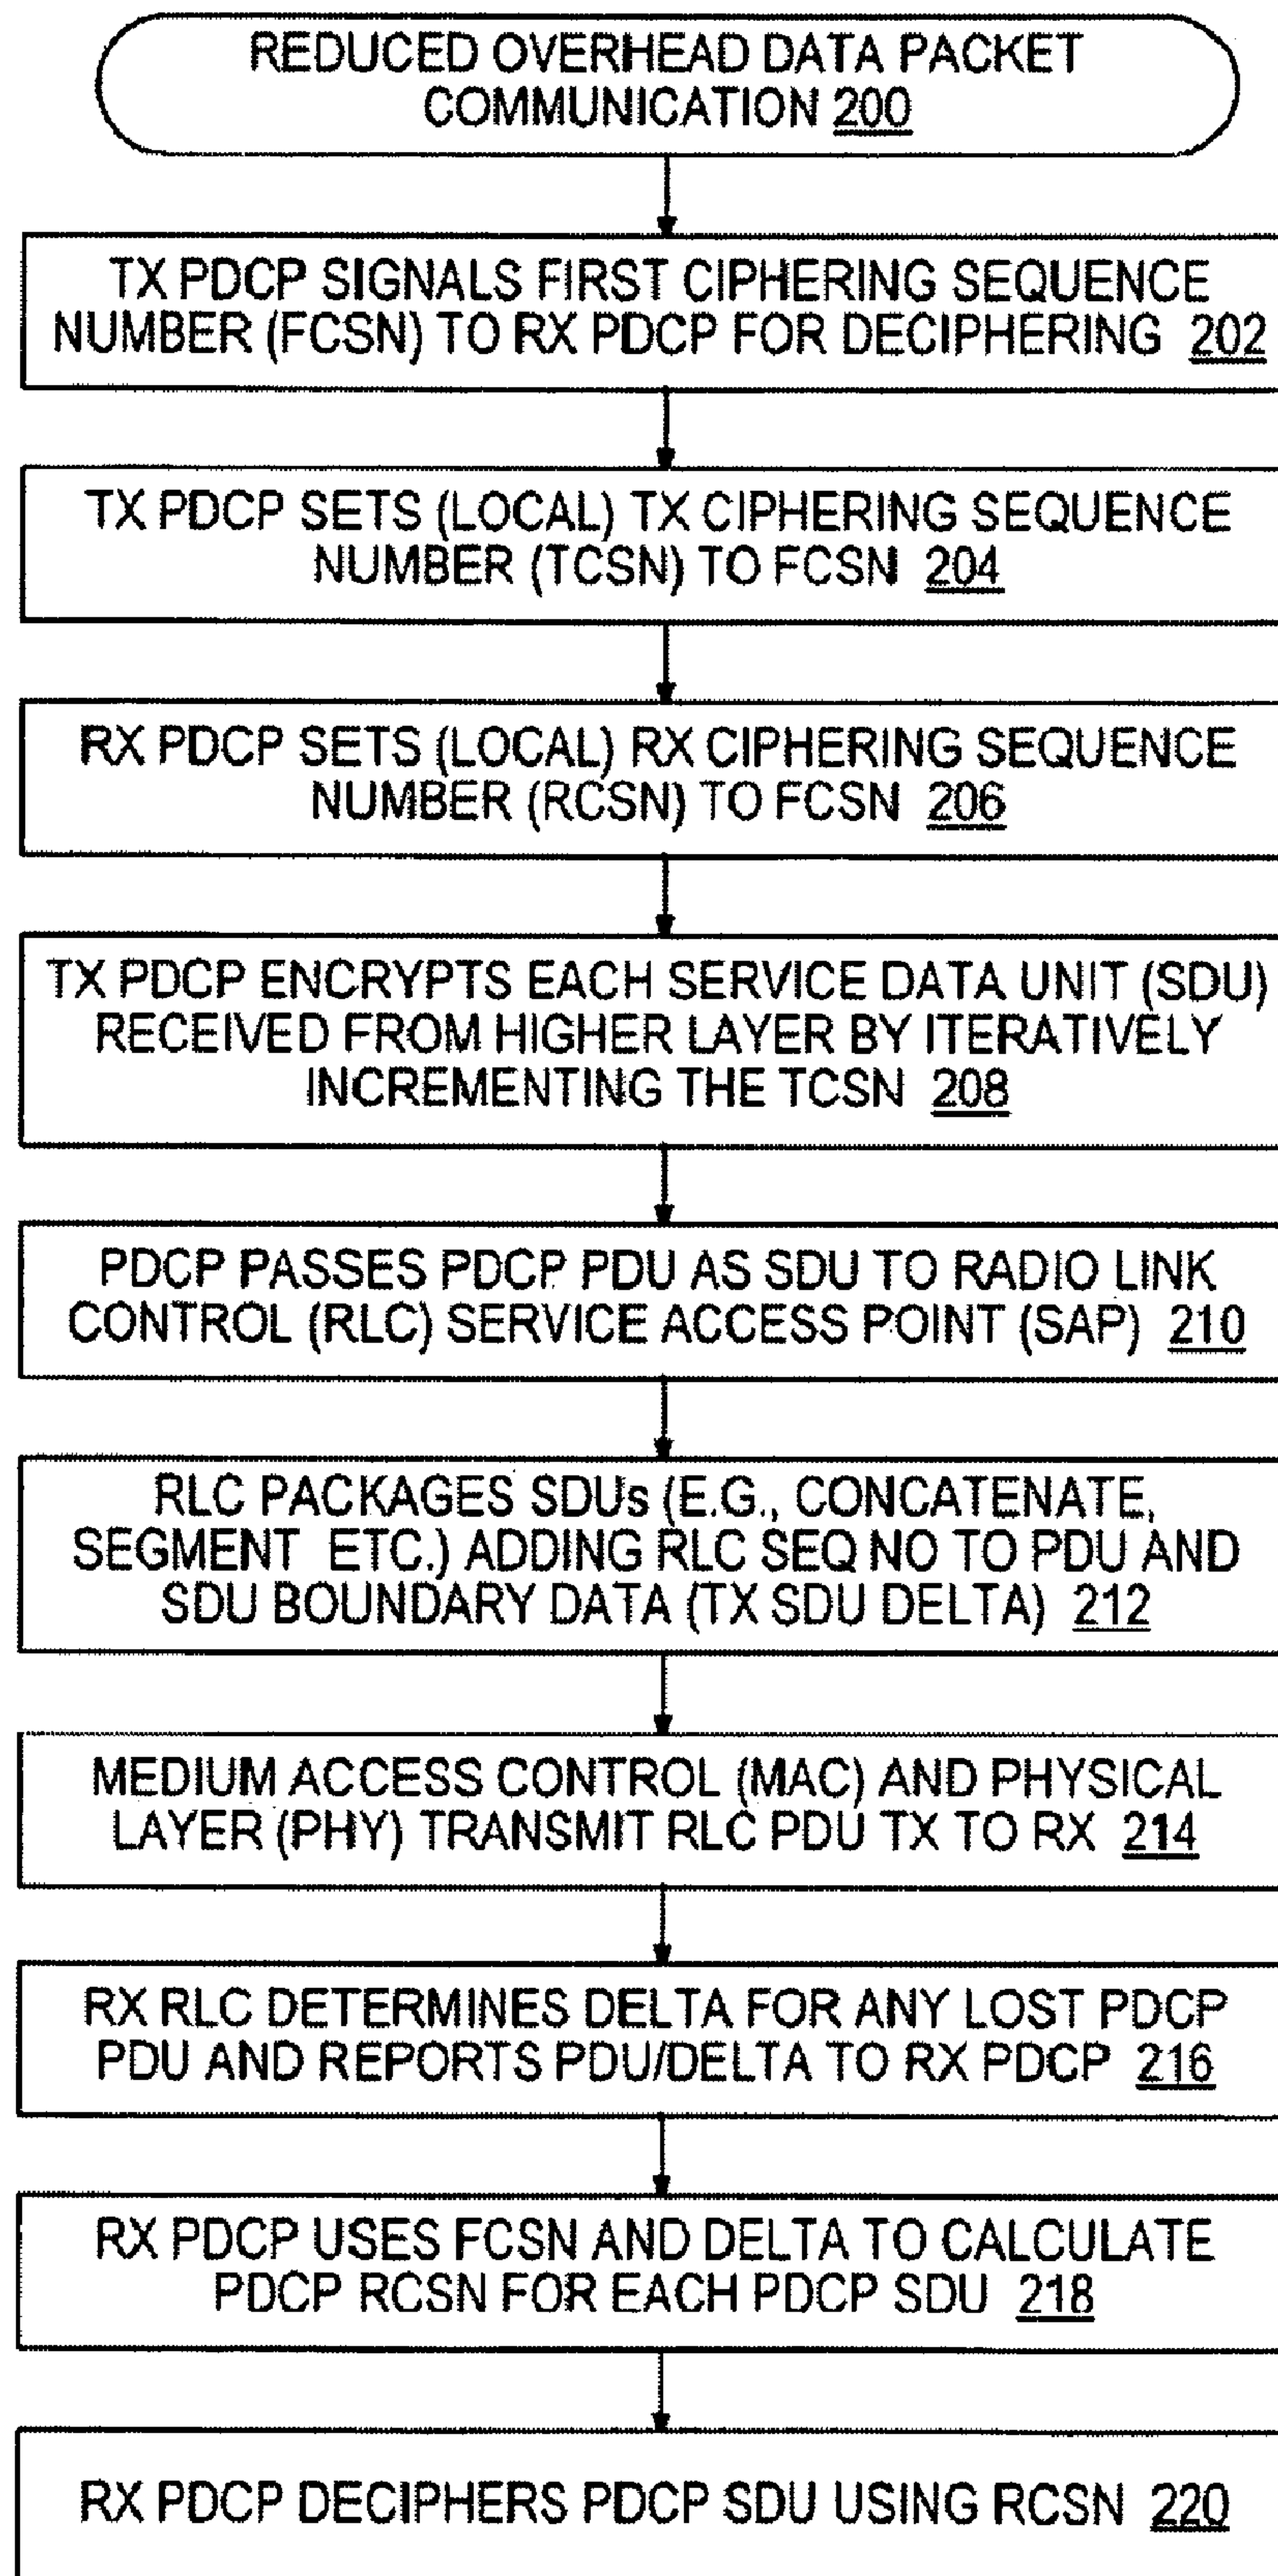 REDUCED OVERHEAD DATA PACKET
COMMUNICATION 200
TX PDCP SIGNALS FIRST CIPHERING SEQUENCE
NUMBER (FCSN) TO RX PDCP FOR DECIPHERING 202
TX PDCP SETS (LOCAL) TX CIPHERING SEQUENCE
NUMBER (TCSN) TO FCSN 204
RX PDCP SETS (LOCAL) RX CIPHERING SEQUENCE
NUMBER (RCSN) TO FCSN 206
TX PDCP ENCRYPTS EACH SERVICE DATA UNIT (SDU)
RECEIVED FROM HIGHER LAYER BY ITERATIVELY
INCREMENTING THE TCSN 208
PDCP PASSES PDCP PDU AS SDU TO RADIO LINK
CONTROL (RLC) SERVICE ACCESS POINT (SAP) 210
RLC PACKAGES SDUs (E.G., CONCATENATE,
SEGMENT ETC.) ADDING RLC SEQ NO TO PDU AND
SDU BOUNDARY DATA (TX SDU DELTA) 212
MEDIUM ACCESS CONTROL (MAC) AND PHYSICAL
LAYER (PHY) TRANSMIT RLC PDU TX TO RX 214
RX RLC DETERMINES DELTA FOR ANY LOST PDCP
PDU AND REPORTS PDU/DELTA TO RX PDCP 216
RX PDCP USES FCSN AND DELTA TO CALCULATE
PDCP RCSN FOR EACH PDCP SDU 218
RX PDCP DECIPHERS PDCP SDU USING RCSN 220